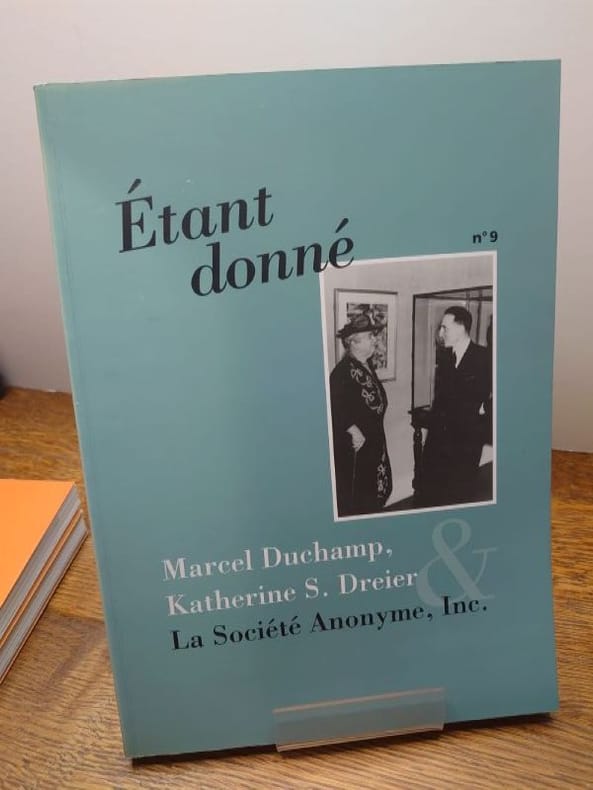 Étant
donné
n° 9
Marcel Duchamp,
Katherine S. Dreier
&
La Société Anonyme, Inc.